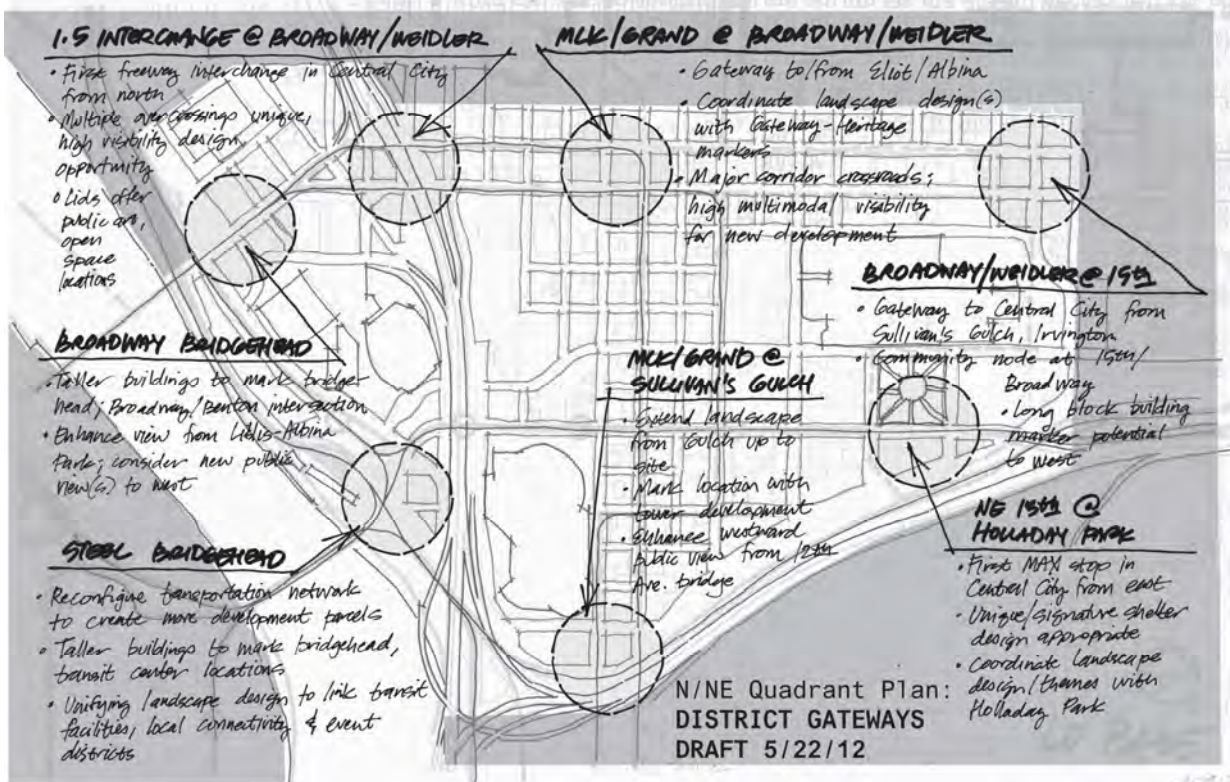 1.5 INTERCHANGE @ BROADWAY/WEIDLER
• First freeway interchange in Central City
from north
• Multiple overcrossings unique,
high visibility design
opportunity
• Lids offer
public art,
open
space
locations
MLK/GRAND @ BROADWAY/WEIDLER
• Gateway to/from Eliot/Albina
• Coordinate landscape design(s)
with Gateway-Heritage
markers
• Major corridor crossroads;
high multimodal visibility
for new development
BROADWAY/WEIDLER @ 15th
• Gateway to Central City from
Sullivan's Gulch, Irvington
• Community node at 15th/
Broadway
• Long block building
marker potential
to west
BROADWAY BRIDGEHEAD
• Taller buildings to mark bridge-
head; Broadway/Benton intersection
• Enhance view from Lillis-Albina
Park; consider new public
view(s) to west
MLK/GRAND @
SULLIVAN'S GULCH
• Extend landscape
from Gulch up to
site
• Mark location with
tower development
• Enhance westward
public view from 12th
Ave. bridge
STEEL BRIDGEHEAD
• Reconfigure transportation network
to create more development parcels
• Taller buildings to mark bridgehead,
transit center locations
• Unifying landscape design to link transit
facilities, local connectivity & event
districts
NE 13th @
HOLLADAY PARK
• First MAX stop in
Central City from east
• Unique/signature shelter
design appropriate
• Coordinate landscape
design/themes with
Holladay Park
N/NE Quadrant Plan:
DISTRICT GATEWAYS
DRAFT 5/22/12